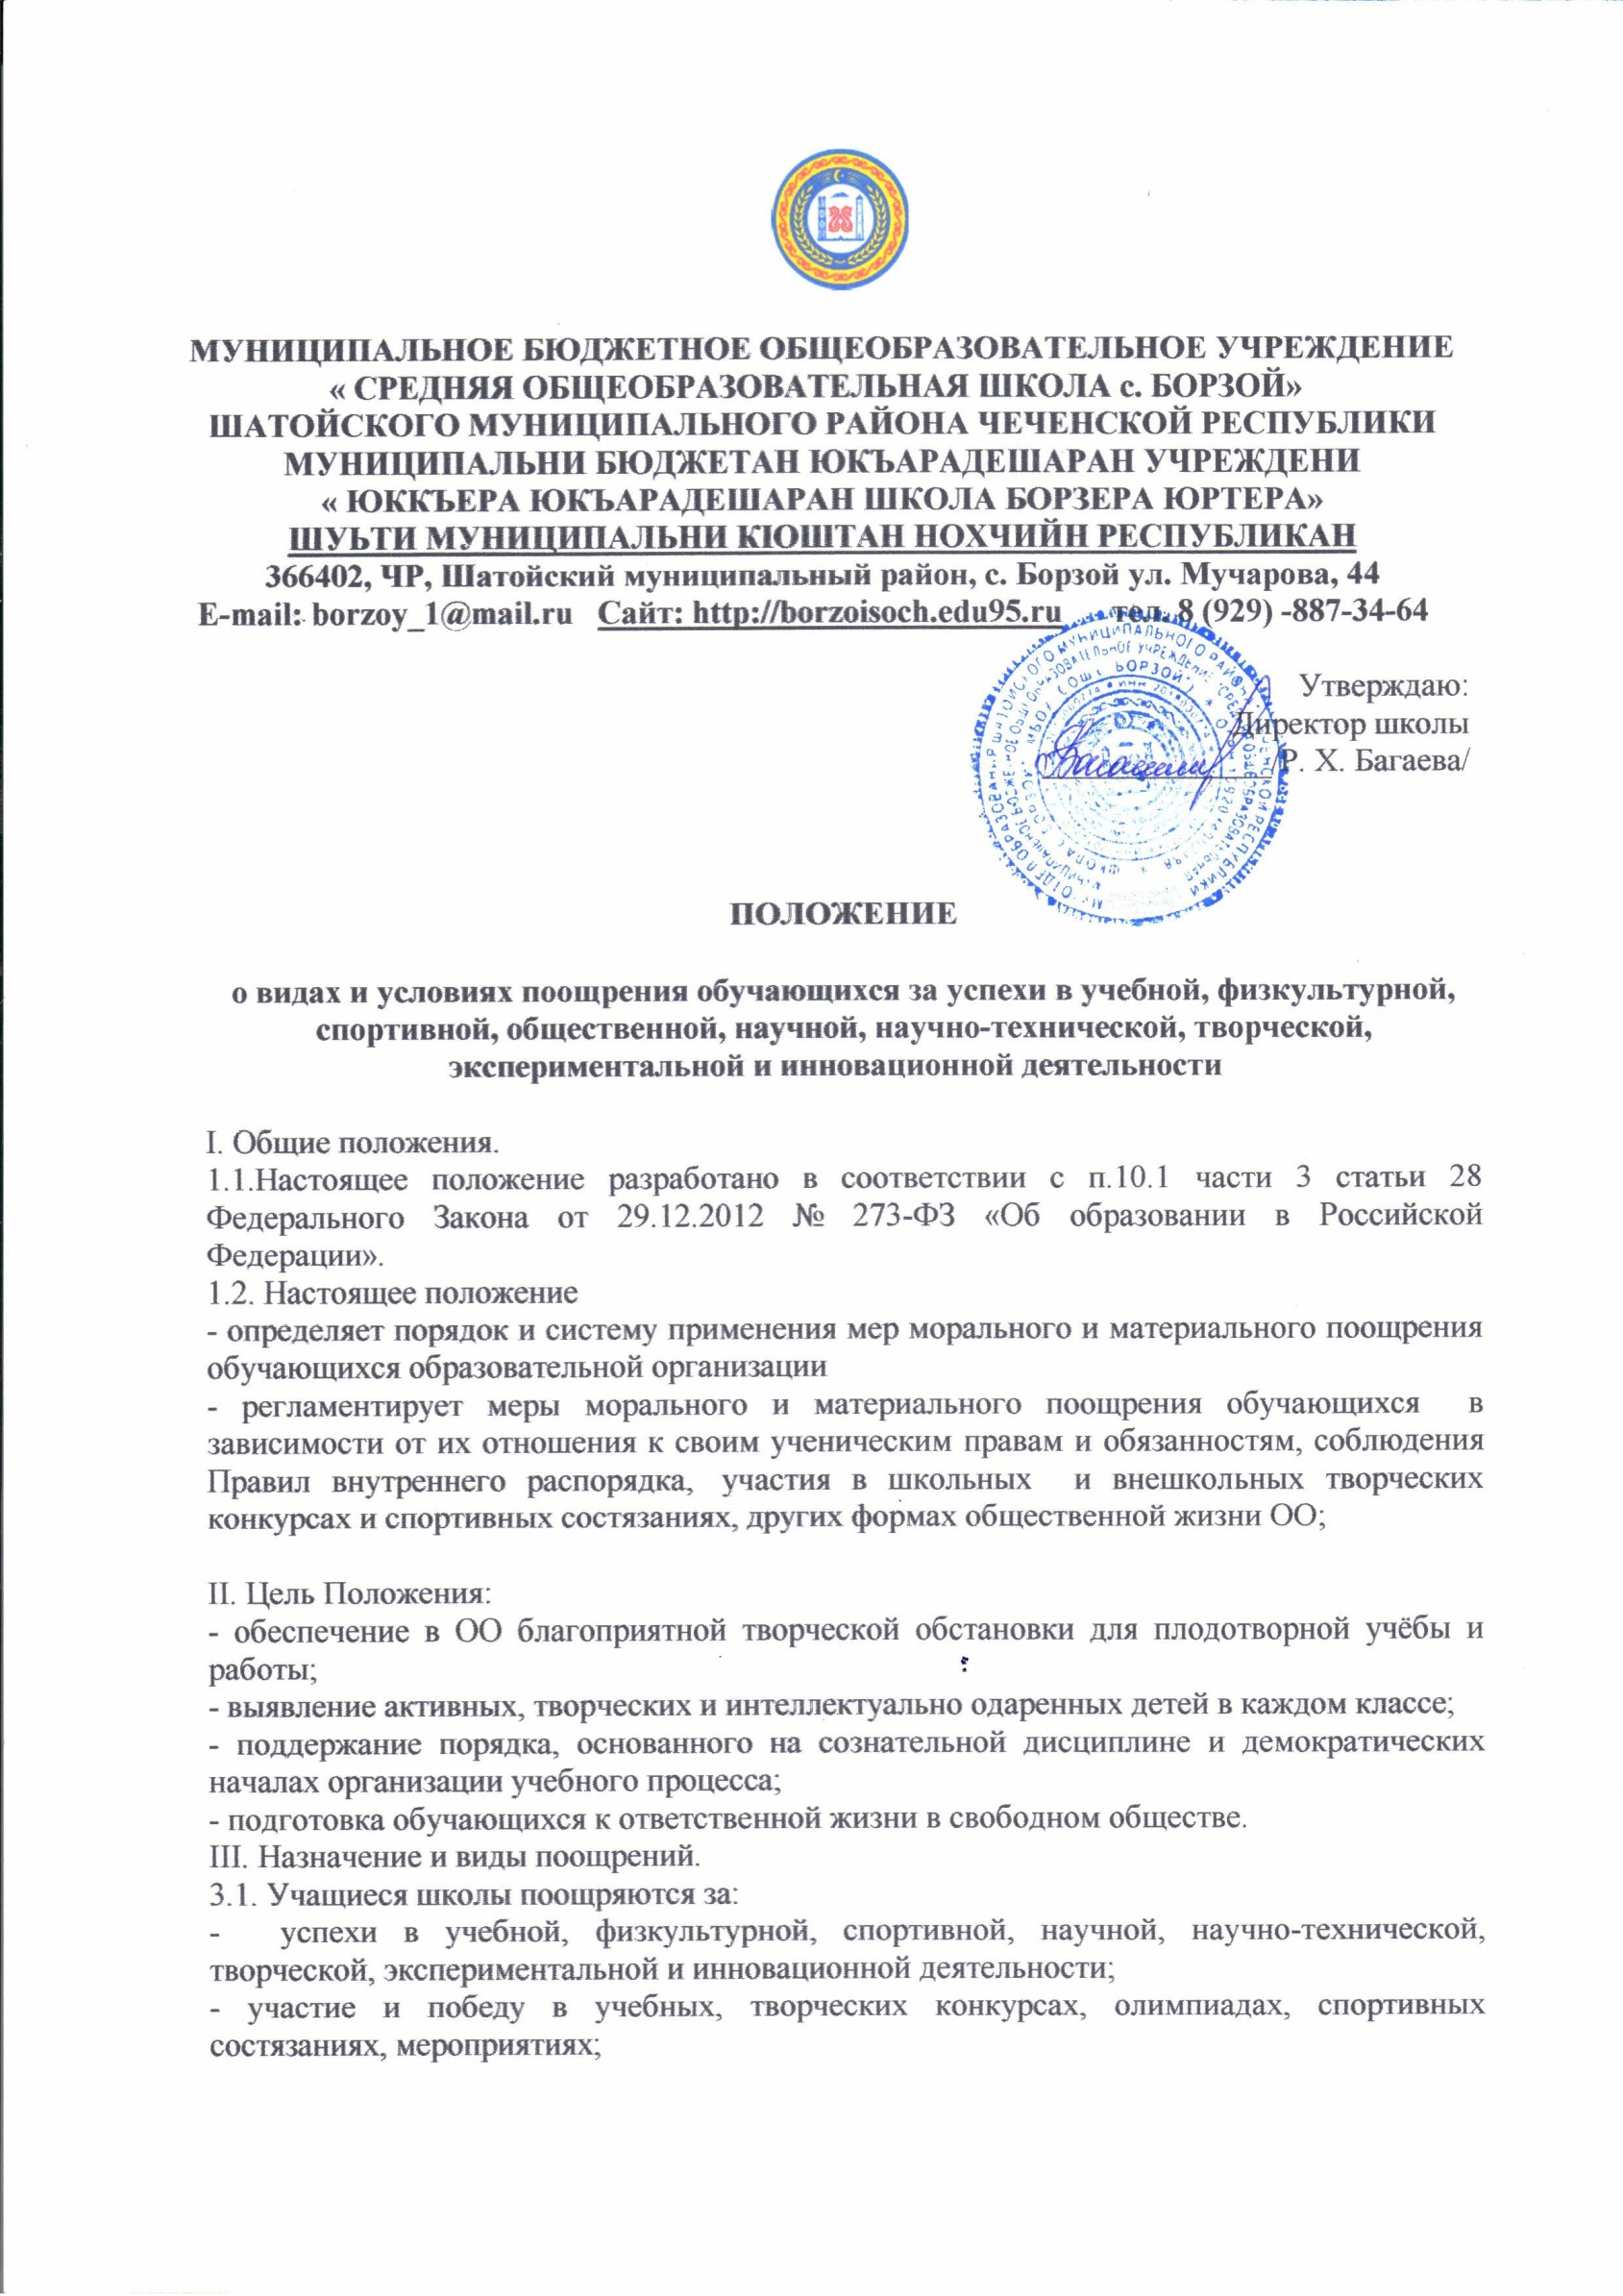 МУНИЦИПАЛЬНОЕ БЮДЖЕТНОЕ ОБЩЕОБРАЗОВАТЕЛЬНОЕ УЧРЕЖДЕНИЕ
« СРЕДНЯЯ ОБЩЕОБРАЗОВАТЕЛЬНАЯ ШКОЛА с. БОРЗОЙ»
ШАТОЙСКОГО МУНИЦИПАЛЬНОГО РАЙОНА ЧЕЧЕНСКОЙ РЕСПУБЛИКИ
МУНИЦИПАЛЬНИ БЮДЖЕТАН ЮКЪАРАДЕШАРАН УЧРЕЖДЕНИ
« ЮККЪЕРА ЮКЪАРАДЕШАРАН ШКОЛА БОРЗЕРА ЮРТЕРА»
ШУЬТИ МУНИЦИПАЛЬНИ КІОШТАН НОХЧИЙН РЕСПУБЛИКАН
366402, ЧР, Шатойский муниципальный район, с. Борзой ул. Мучарова, 44
E-mail: borzoy_1@mail.ru Сайт: http://borzoisoch.edu95.ru тел. 8 (929) -887-34-64
Утверждаю:
Директор школы
/Р. Х. Багаева/
ПОЛОЖЕНИЕ
о видах и условиях поощрения обучающихся за успехи в учебной, физкультурной,
спортивной, общественной, научной, научно-технической, творческой,
экспериментальной и инновационной деятельности
I. Общие положения.
1.1.Настоящее положение разработано в соответствии с п.10.1 части 3 статьи 28
Федерального Закона от 29.12.2012 № 273-ФЗ «Об образовании в Российской
Федерации».
1.2. Настоящее положение
- определяет порядок и систему применения мер морального и материального поощрения
обучающихся образовательной организации
- регламентирует меры морального и материального поощрения обучающихся в
зависимости от их отношения к своим ученическим правам и обязанностям, соблюдения
Правил внутреннего распорядка, участия в школьных и внешкольных творческих
конкурсах и спортивных состязаниях, других формах общественной жизни ОО;
II. Цель Положения:
- обеспечение в ОО благоприятной творческой обстановки для плодотворной учёбы и
работы;
- выявление активных, творческих и интеллектуально одаренных детей в каждом классе;
- поддержание порядка, основанного на сознательной дисциплине и демократических
началах организации учебного процесса;
- подготовка обучающихся к ответственной жизни в свободном обществе.
III. Назначение и виды поощрений.
3.1. Учащиеся школы поощряются за:
- успехи в учебной, физкультурной, спортивной, научной, научно-технической,
творческой, экспериментальной и инновационной деятельности;
- участие и победу в учебных, творческих конкурсах, олимпиадах, спортивных
состязаниях, мероприятиях;